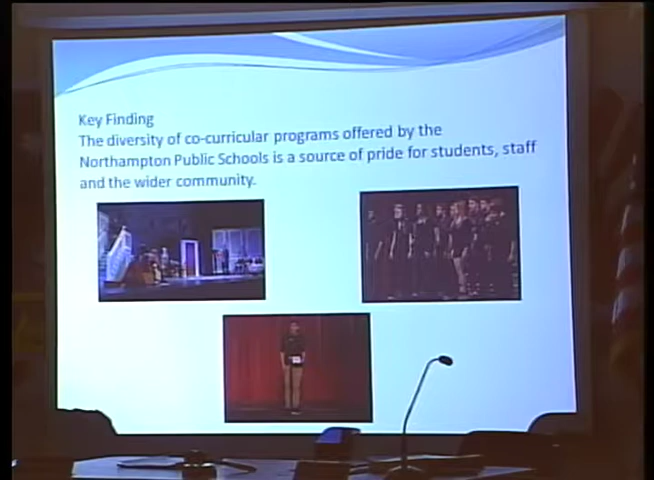 Key Finding
The diversity of co-curricular programs offered by the
Northampton Public Schools is a source of pride for students, staff
and the wider community.